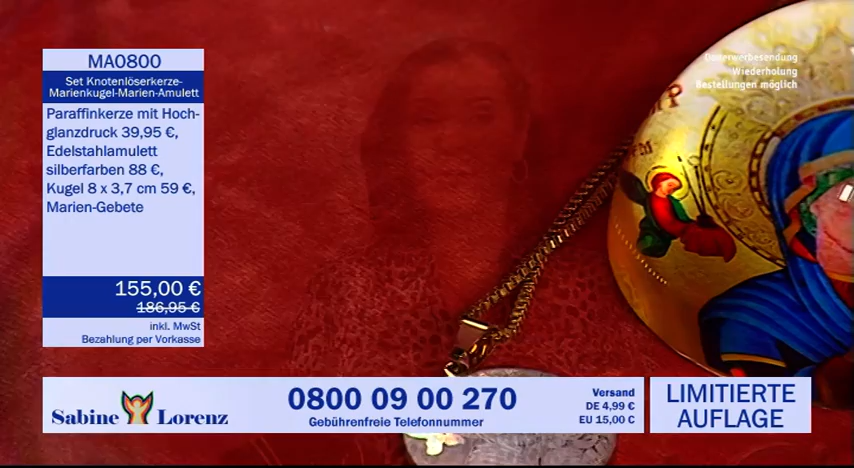 MA0800
Set Knotenlöserkerze-
Marienkugel-Marien-Amulett
Paraffinkerze mit Hoch-
glanzdruck 39,95 €,
Edelstahlamulett
silberfarben 88 €,
Kugel 8 x 3,7 cm 59 €,
Marien-Gebete
155,00 €
186,95 €
inkl. MwSt
Bezahlung per Vorkasse
Dauerwerbesendung
Wiederholung
Bestellungen möglich
Sabine Lorenz
0800 09 00 270
Gebührenfreie Telefonnummer
Versand
DE 4,99 €
EU 15,00 €
LIMITIERTE
AUFLAGE